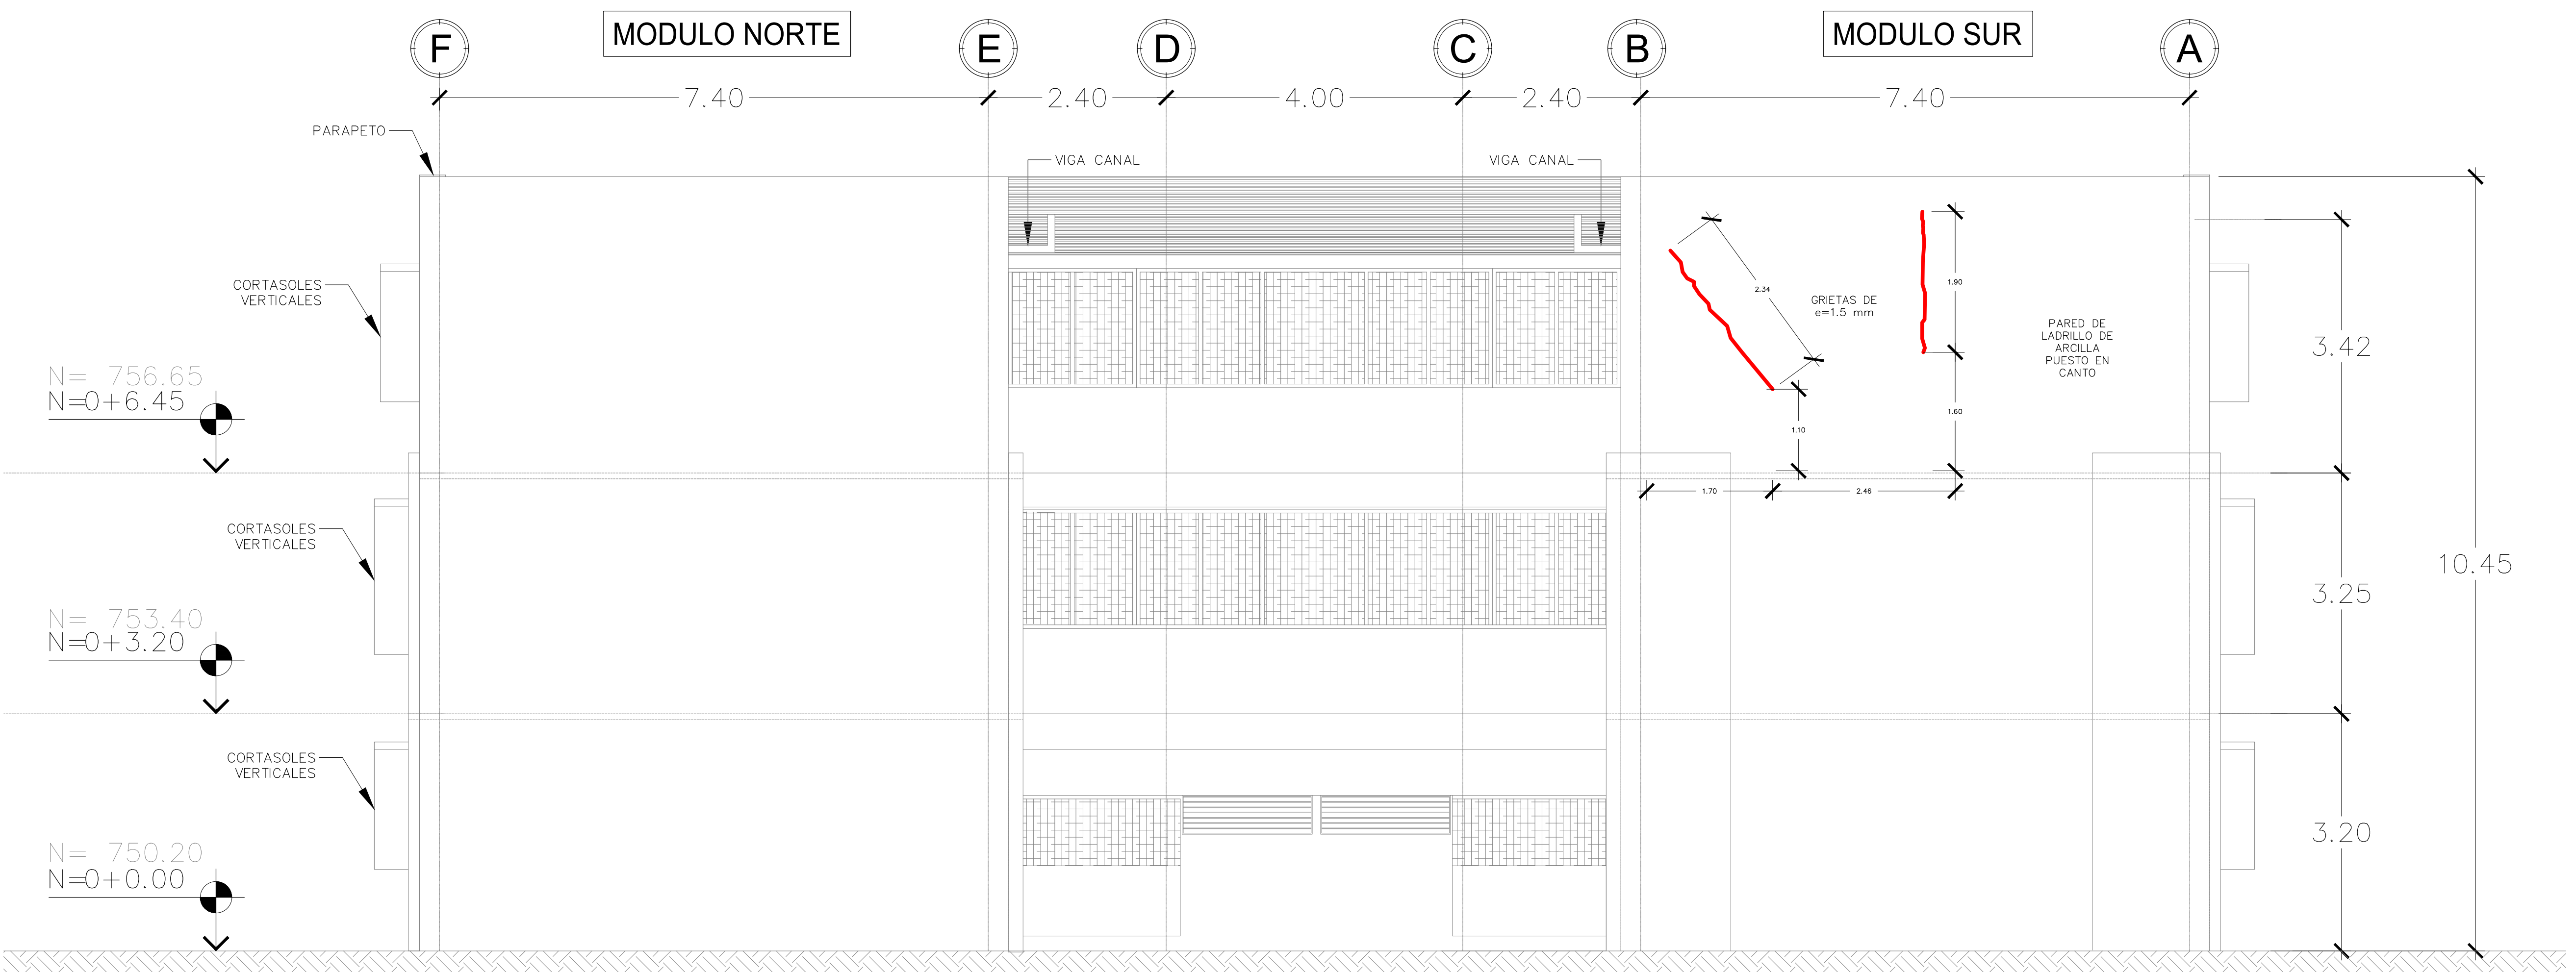 MODULO NORTE
MODULO SUR
F
E
D
C
B
A
7.40
2.40
4.00
2.40
7.40
PARAPETO
VIGA CANAL
VIGA CANAL
CORTASOLES
VERTICALES
2.34
GRIETAS DE
e=1.5 mm
1.90
PARED DE
LADRILLO DE
ARCILLA
PUESTO EN
CANTO
3.42
N= 756.65
N=0+6.45
1.60
1.10
1.70
2.46
CORTASOLES
VERTICALES
10.45
3.25
N= 753.40
N=0+3.20
CORTASOLES
VERTICALES
3.20
N= 750.20
N=0+0.00